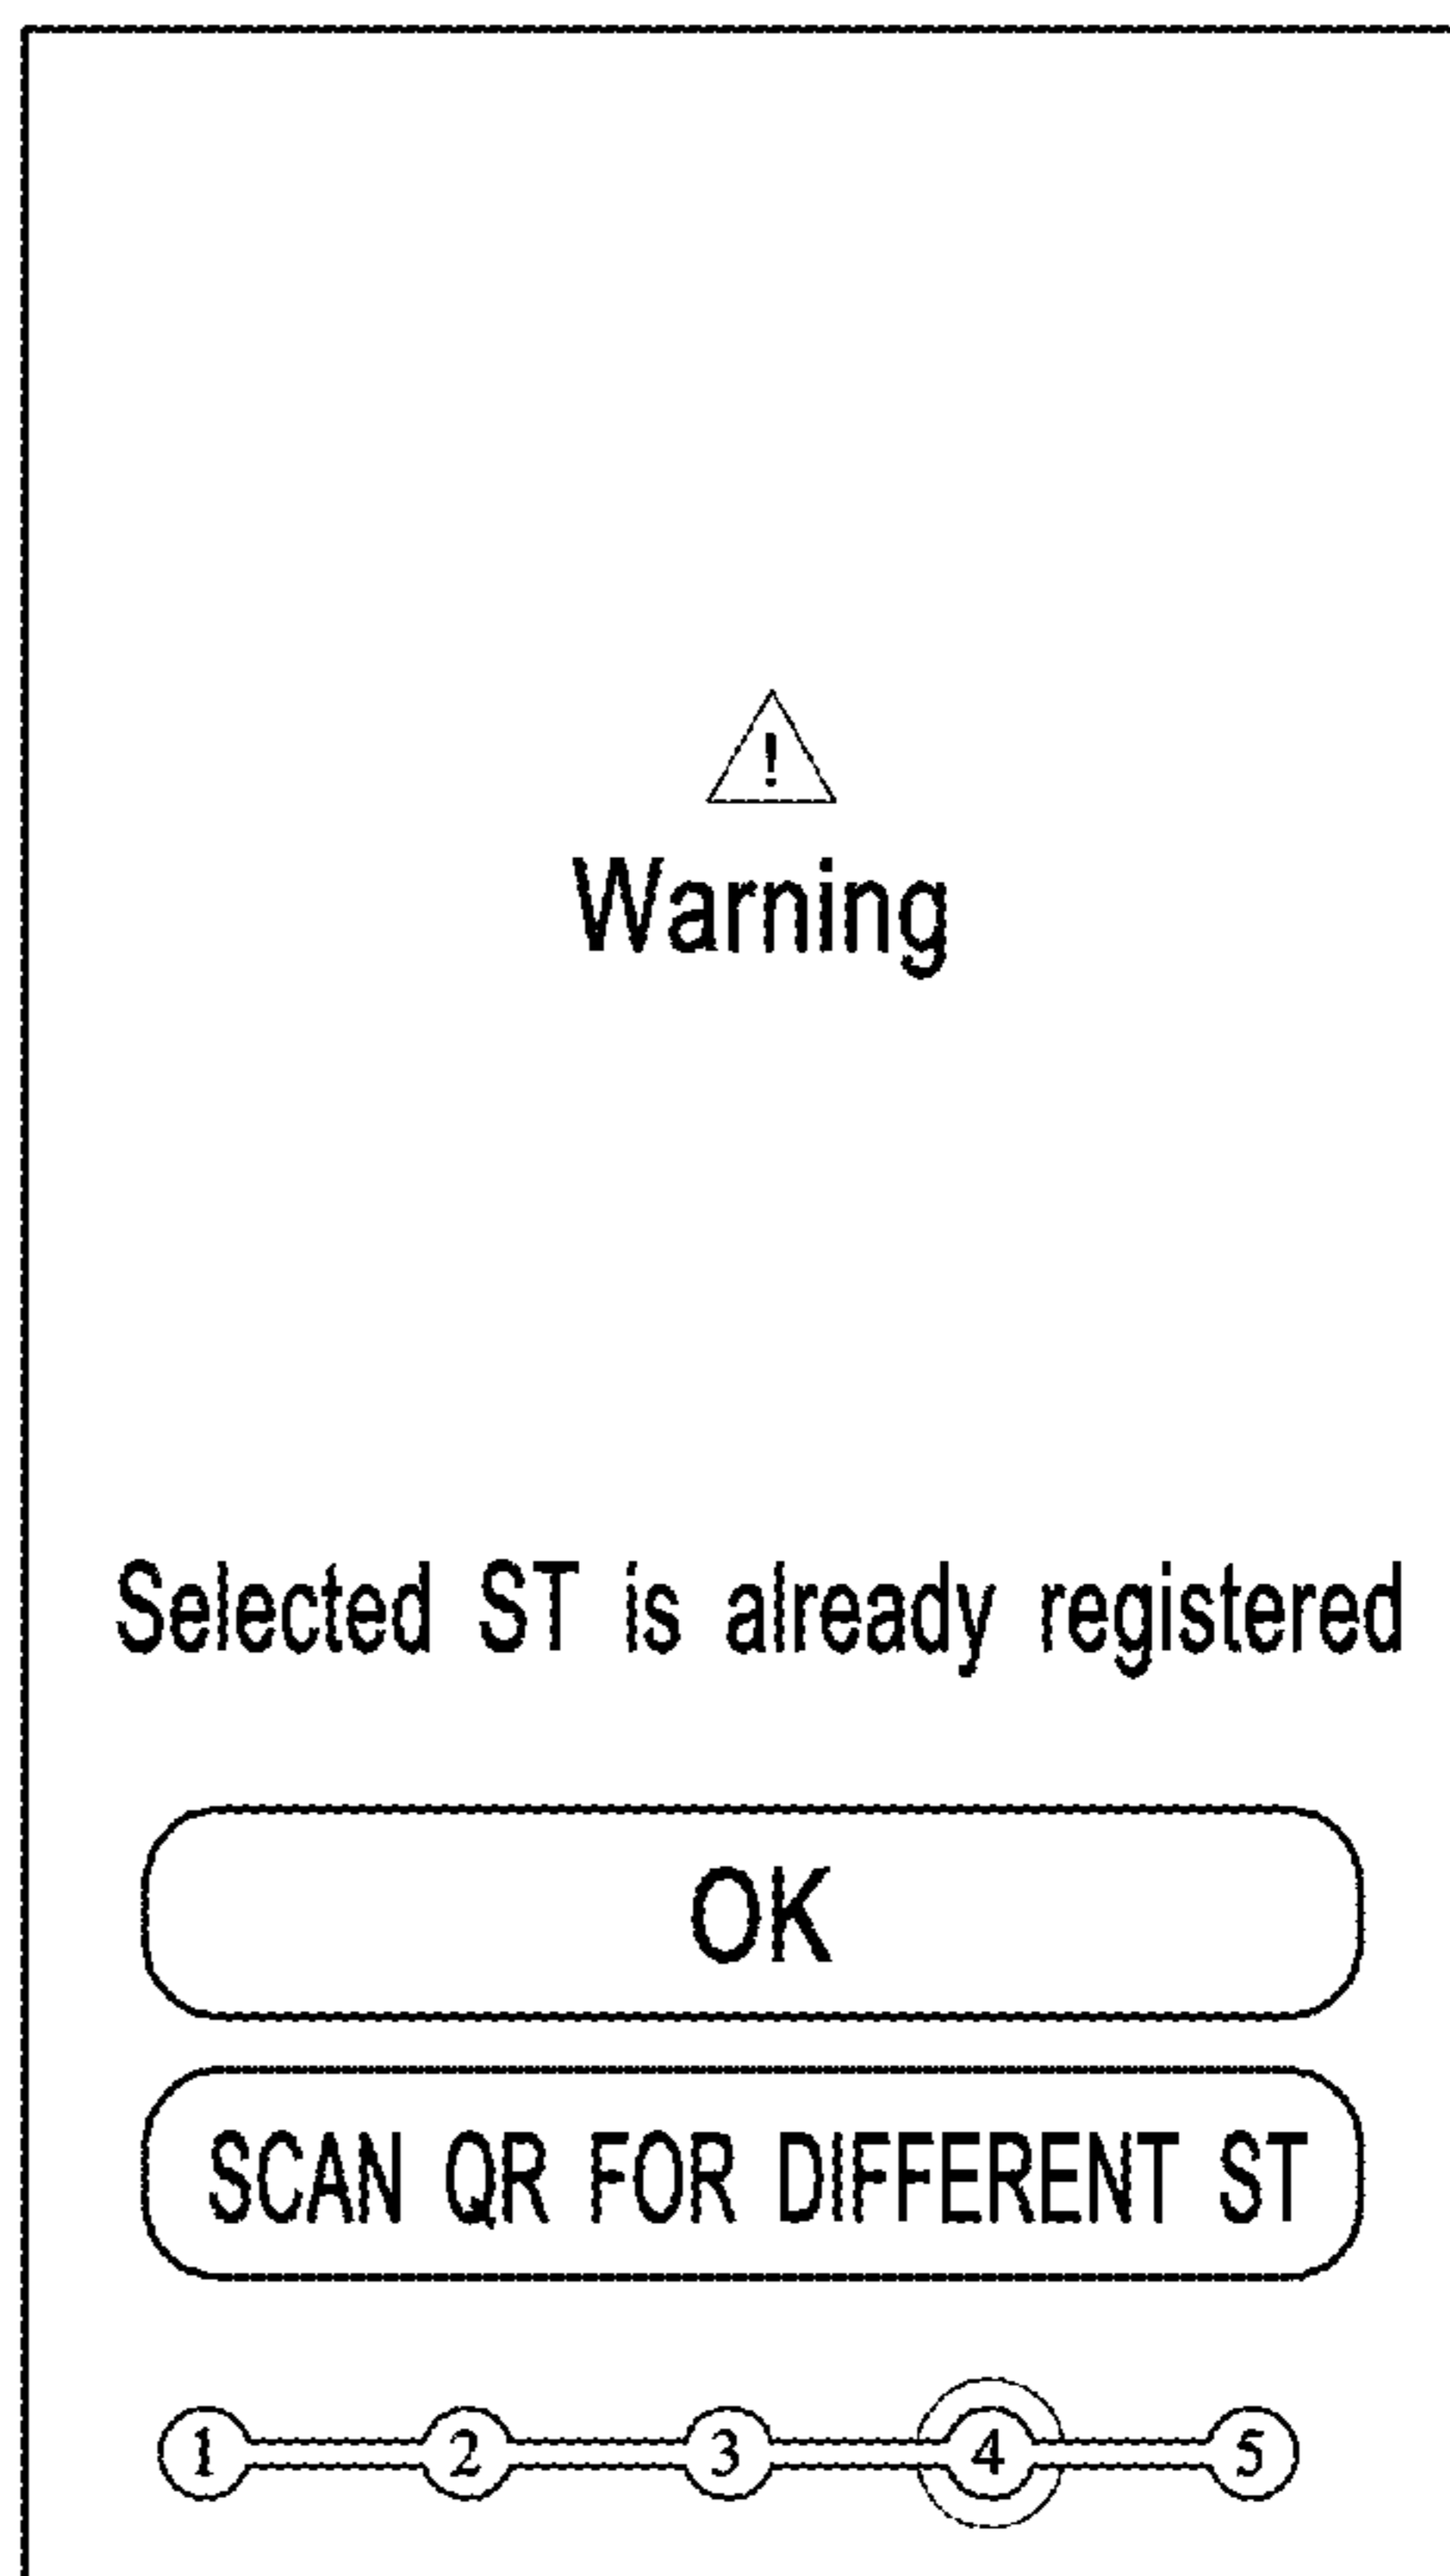 !
Warning
Selected ST is already registered
OK
SCAN QR FOR DIFFERENT ST
1 2 3 4 5